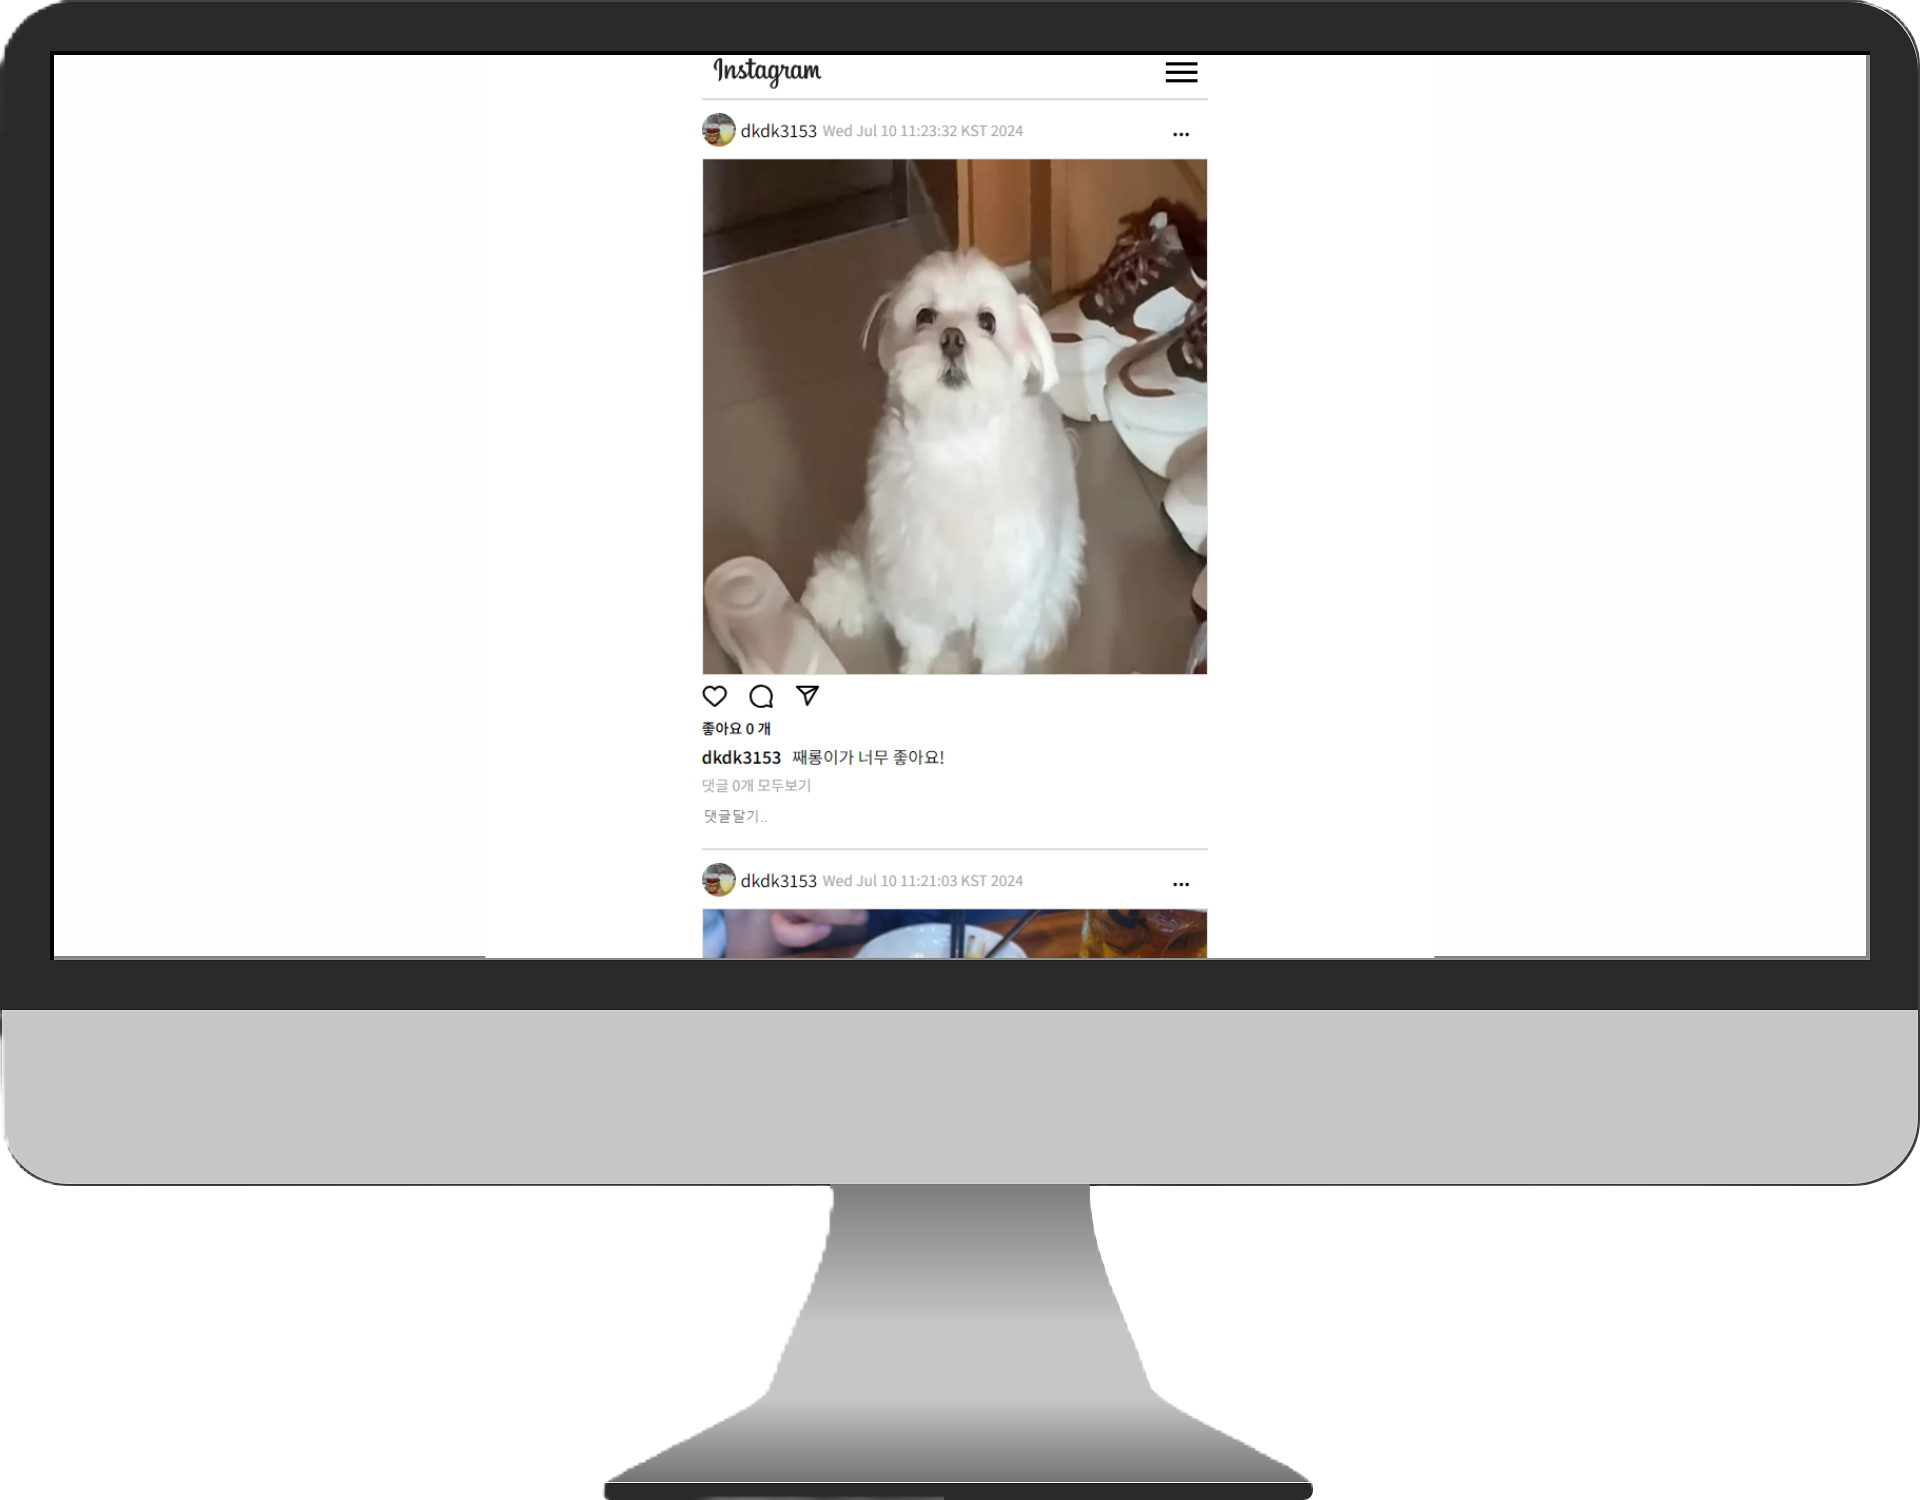 Instagram
dkdk3153 Wed Jul 10 11:23:32 KST 2024
좋아요 0 개
dkdk3153 째롱이가 너무 좋아요!
댓글 0개 모두보기
댓글달기..
dkdk3153 Wed Jul 10 11:21:03 KST 2024